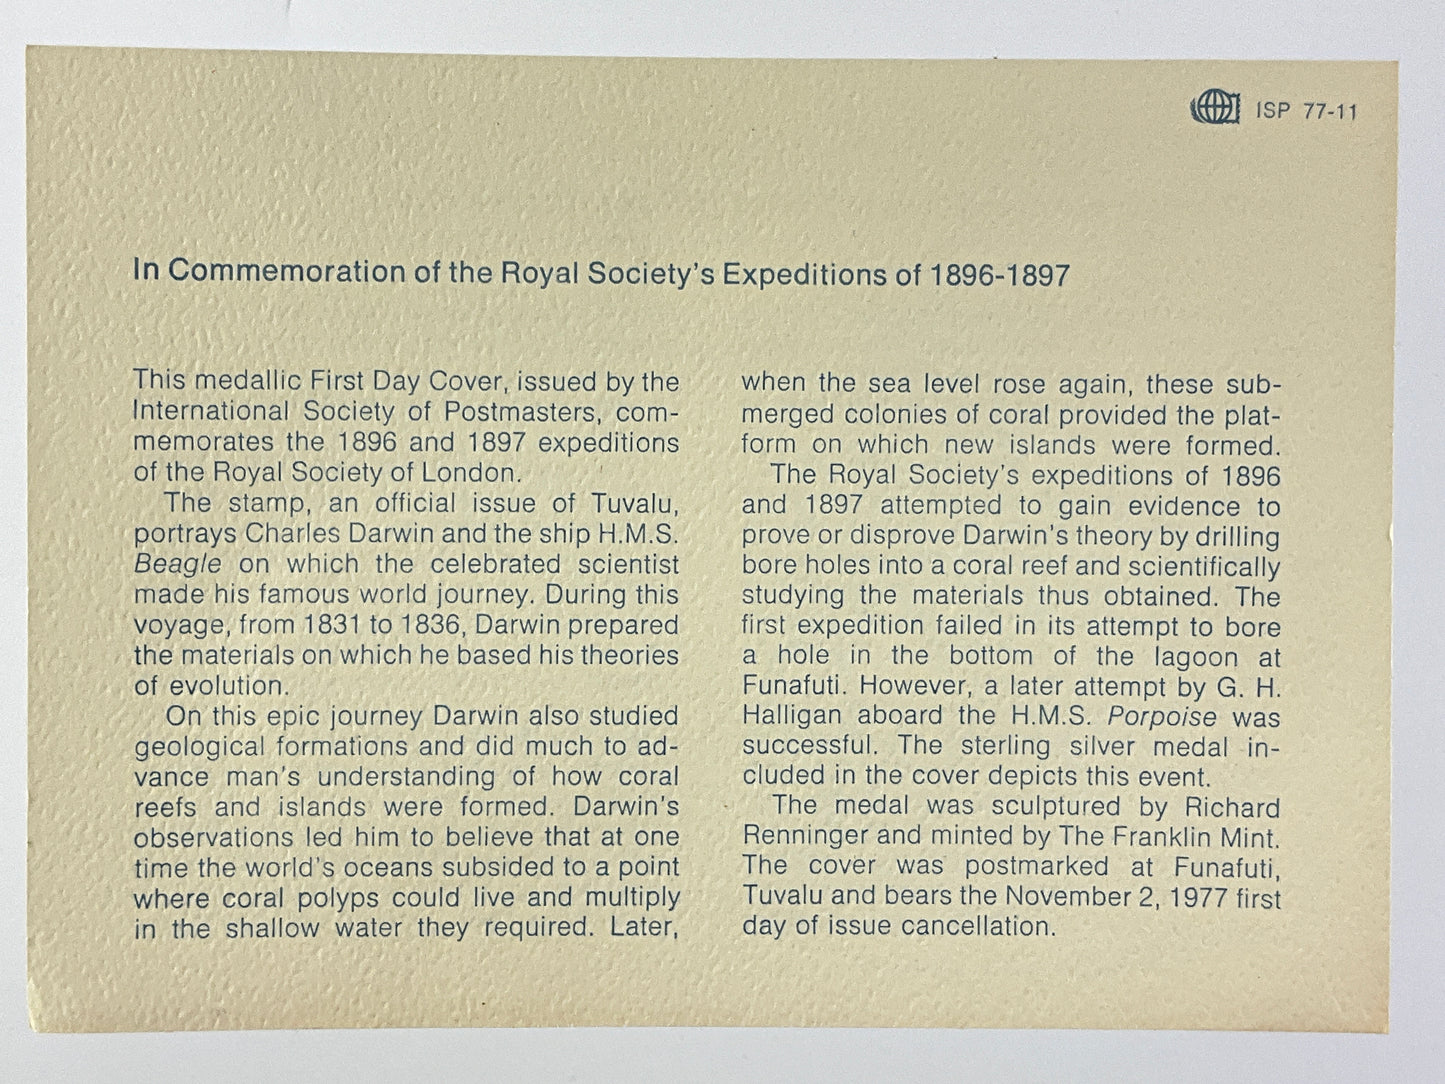 ISP 77-11
In Commemoration of the Royal Society's Expeditions of 1896-1897
This medallic First Day Cover, issued by the
International Society of Postmasters, com-
memorates the 1896 and 1897 expeditions
of the Royal Society of London.
The stamp, an official issue of Tuvalu,
portrays Charles Darwin and the ship H.M.S.
Beagle on which the celebrated scientist
made his famous world journey. During this
voyage, from 1831 to 1836, Darwin prepared
the materials on which he based his theories
of evolution.
On this epic journey Darwin also studied
geological formations and did much to ad-
vance man's understanding of how coral
reefs and islands were formed. Darwin's
observations led him to believe that at one
time the world's oceans subsided to a point
where coral polyps could live and multiply
in the shallow water they required. Later,
when the sea level rose again, these sub-
merged colonies of coral provided the plat-
form on which new islands were formed.
The Royal Society's expeditions of 1896
and 1897 attempted to gain evidence to
prove or disprove Darwin's theory by drilling
bore holes into a coral reef and scientifically
studying the materials thus obtained. The
first expedition failed in its attempt to bore
a hole in the bottom of the lagoon at
Funafuti. However, a later attempt by G. H.
Halligan aboard the H.M.S. Porpoise was
successful. The sterling silver medal in-
cluded in the cover depicts this event.
The medal was sculptured by Richard
Renninger and minted by The Franklin Mint.
The cover was postmarked at Funafuti,
Tuvalu and bears the November 2, 1977 first
day of issue cancellation.